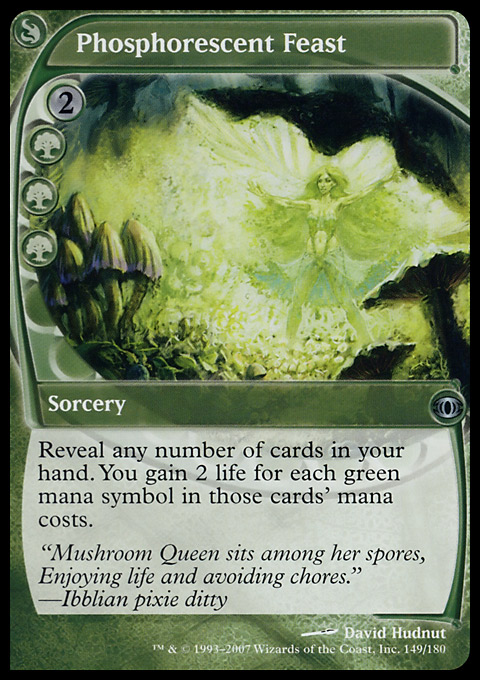 Phosphorescent Feast
2
Sorcery
Reveal any number of cards in your
hand. You gain 2 life for each green
mana symbol in those cards’ mana
costs.
“Mushroom Queen sits among her spores,
Enjoying life and avoiding chores.”
—Ibblian pixie ditty
David Hudnut
™ & © 1993–2007 Wizards of the Coast, Inc. 149/180